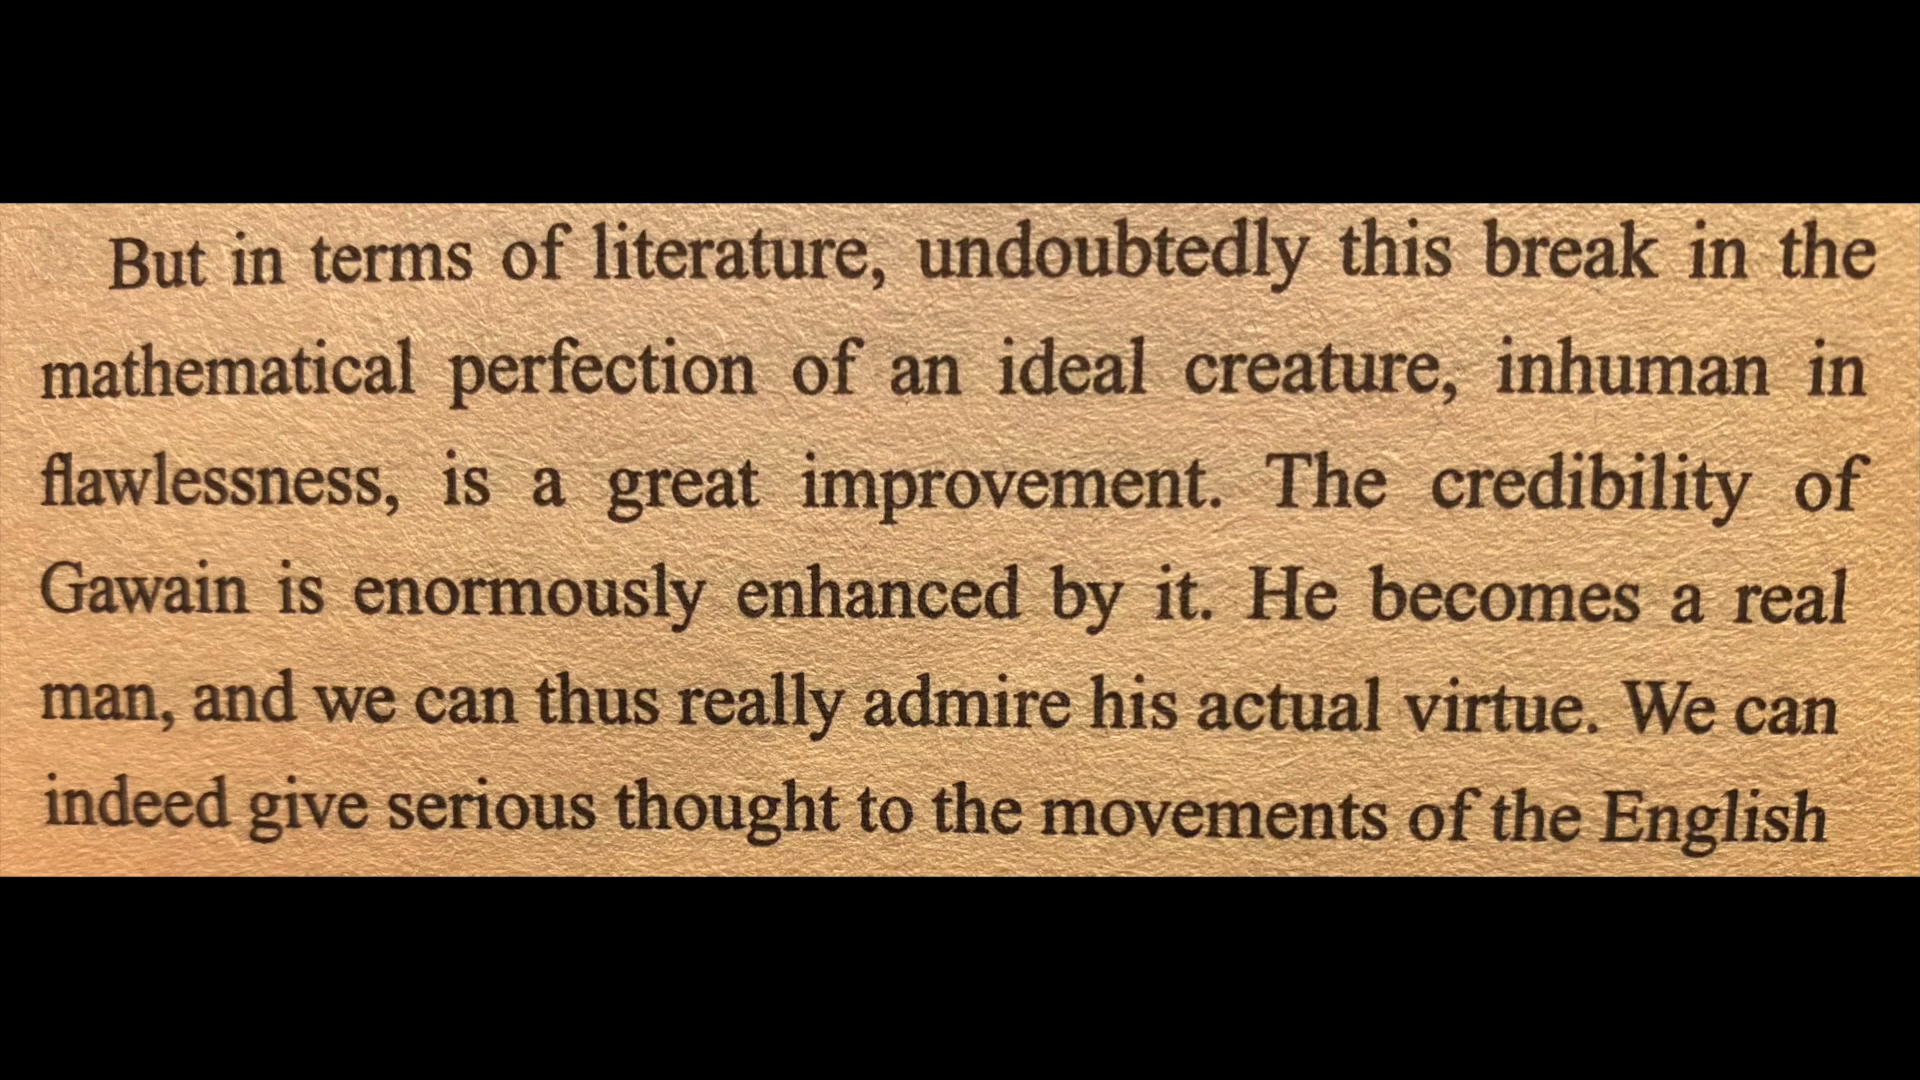 But in terms of literature, undoubtedly this break in the
mathematical perfection of an ideal creature, inhuman in
flawlessness, is a great improvement. The credibility of
Gawain is enormously enhanced by it. He becomes a real
man, and we can thus really admire his actual virtue. We can
indeed give serious thought to the movements of the English